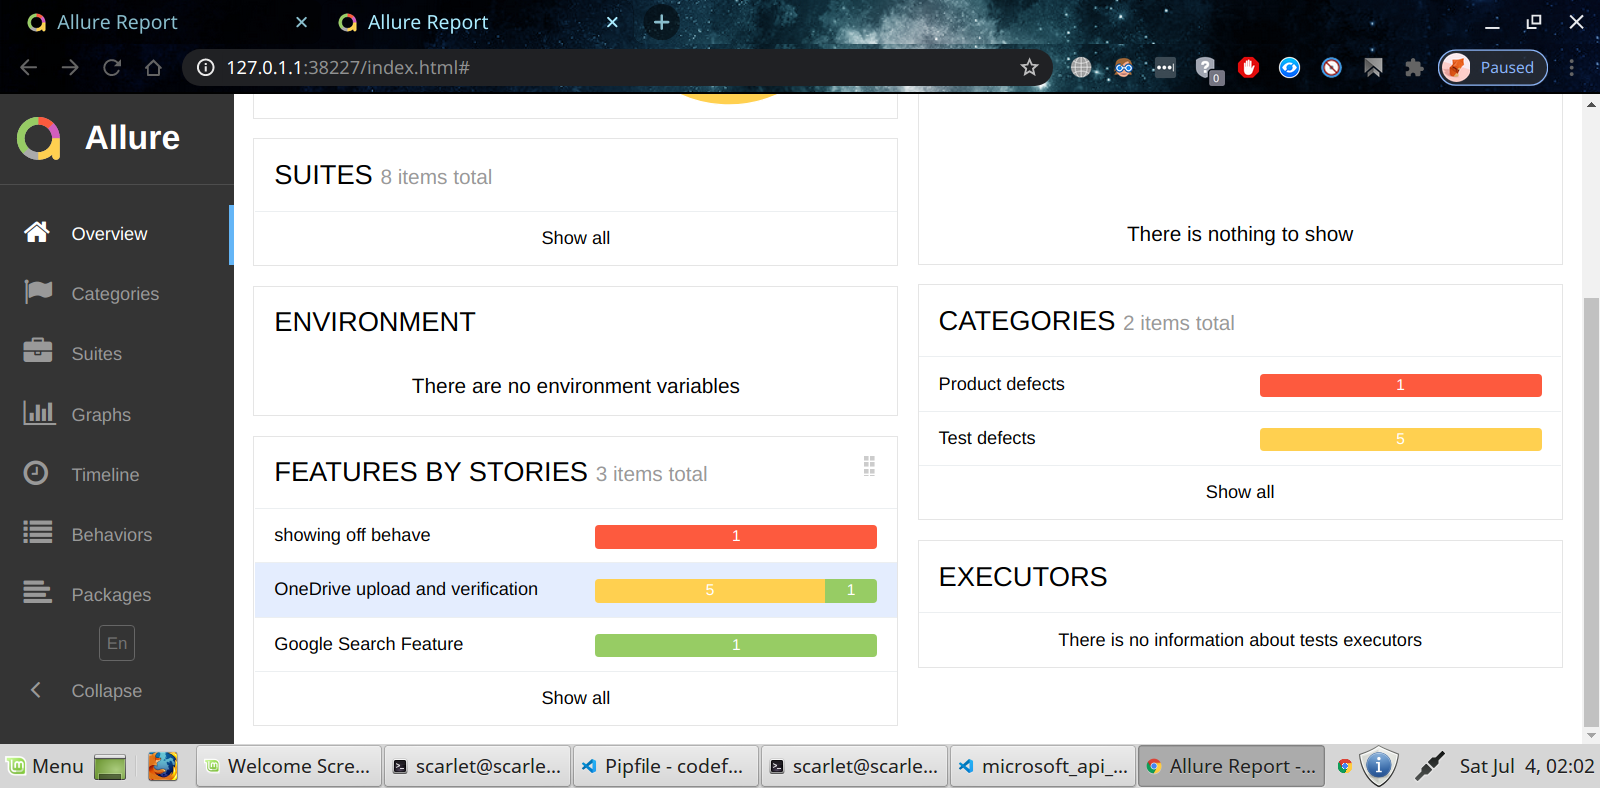 Allure Report
Allure Report
127.0.1.1:38227/index.html#
0
Paused
Allure
Overview
Categories
Suites
Graphs
Timeline
Behaviors
Packages
En
Collapse
SUITES 8 items total
Show all
ENVIRONMENT
There are no environment variables
FEATURES BY STORIES 3 items total
showing off behave 1
OneDrive upload and verification 5 1
Google Search Feature 1
Show all
There is nothing to show
CATEGORIES 2 items total
Product defects 1
Test defects 5
Show all
EXECUTORS
There is no information about tests executors
Menu
Welcome Scre...
scarlet@scarle...
Pipfile - codef...
scarlet@scarle...
microsoft_api_...
Allure Report -...
Sat Jul 4, 02:02